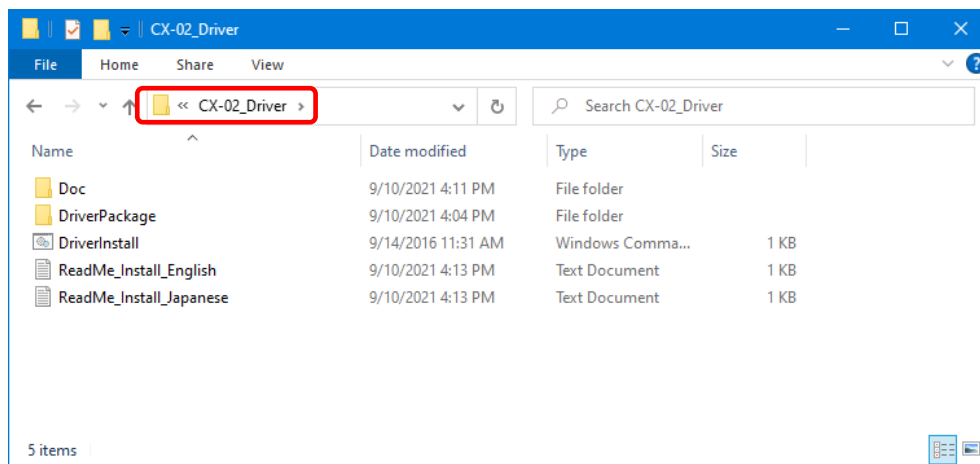 CX-02_Driver
File Home Share View
« CX-02_Driver › Search CX-02_Driver
Name Date modified Type Size
Doc 9/10/2021 4:11 PM File folder
DriverPackage 9/10/2021 4:04 PM File folder
DriverInstall 9/14/2016 11:31 AM Windows Comma... 1 KB
ReadMe_Install_English 9/10/2021 4:13 PM Text Document 1 KB
ReadMe_Install_Japanese 9/10/2021 4:13 PM Text Document 1 KB
5 items